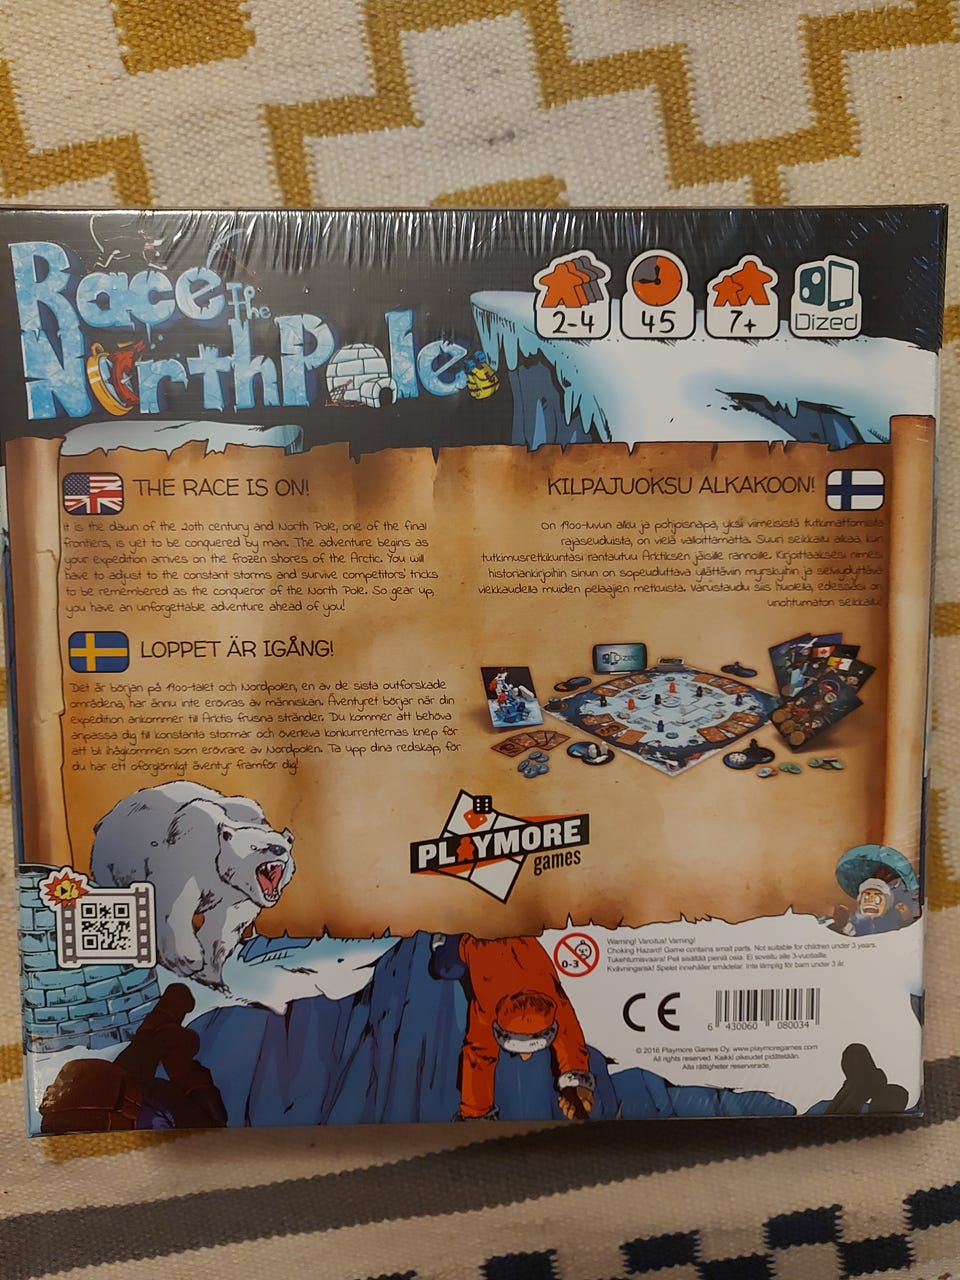 Race
To
The
North Pole
2-4
45
7+
Dized
THE RACE IS ON!
It is the dawn of the 20th century and North Pole, one of the final
frontiers, is yet to be conquered by man. The adventure begins as
your expedition arrives on the frozen shores of the Arctic. You will
have to adjust to the constant storms and survive competitors' tricks
to be remembered as the conqueror of the North Pole. So gear up,
you have an unforgettable adventure ahead of you!
KILPAJUOKSU ALKAKOON!
On 1900-luvun alku ja pohjoisnapa, yksi viimeisistä tutkimattomista
rajaseuduista, on vielä valloittamatta. Suuri seikkailu alkaa, kun
tutkimusretkikuntasi rantautuu Arktiksen jäisille rannoille. Kirjoittaaksesi nimesi
historiankirjoihin sinun on sopeuduttava yllättäviin myrskyihin ja selviydyttävä
viekkaudella muiden pelaajien metkuista. Varustaudu siis huolella, edessäsi on
unohtumaton seikkailu!
LOPPET ÄR IGÅNG!
Det är början på 1900-talet och Nordpolen, en av de sista outforskade
områdena, har ännu inte erövras av människan. Äventyret börjar när din
expedition ankommer till Arktis frusna stränder. Du kommer att behöva
anpassa dig till konstanta stormar och överleva konkurrenternas knep för
att bli ihågkommen som erövrare av Nordpolen. Ta upp dina redskap, för
du har ett oförglömligt äventyr framför dig!
Dized
PLAYMORE
games
0-3
Warning! Varoitus! Varning!
Choking Hazard! Game contains small parts. Not suitable for children under 3 years.
Tukehtumisvaara! Peli sisältää pieniä osia. Ei sovellu alle 3-vuotiaille.
Kvävningsrisk! Spelet innehåller smådelar. Inte lämplig för barn under 3 år.
CE
6 430060 080034
© 2016 Playmore Games Oy. www.playmoregames.com
All rights reserved. Kaikki oikeudet pidätetään.
Alla rättigheter reserverade.